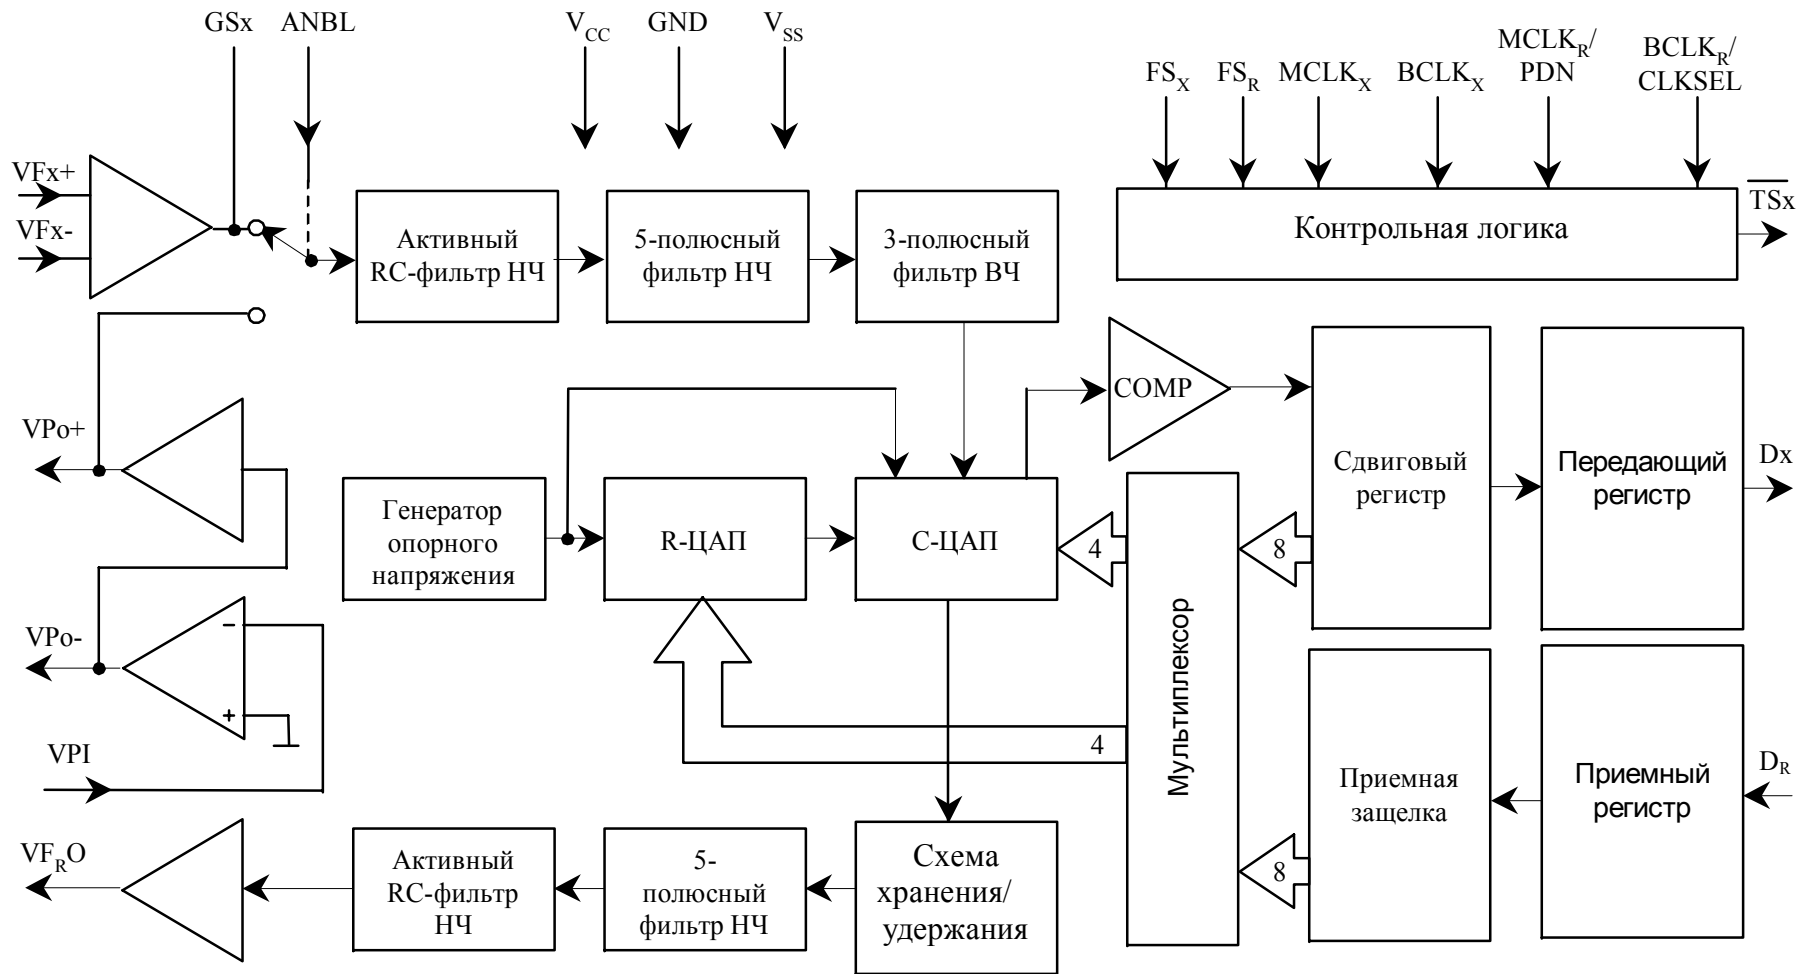 GSx
ANBL
VCC
GND
VSS
FSX
FSR
MCLKX
BCLKX
MCLKR/
PDN
BCLKR/
CLKSEL
VFx+
VFx-
Активный
RC-фильтр НЧ
5-полюсный
фильтр НЧ
3-полюсный
фильтр ВЧ
Контрольная логика
TSx
COMP
Сдвиговый
регистр
Передающий
регистр
Dx
VPo+
Генератор
опорного
напряжения
R-ЦАП
C-ЦАП
4
8
Мультиплексор
VPo-
-
+
VPI
4
Приемная
защелка
Приемный
регистр
DR
8
VFRO
Активный
RC-фильтр
НЧ
5-
полюсный
фильтр НЧ
Схема
хранения/
удержания